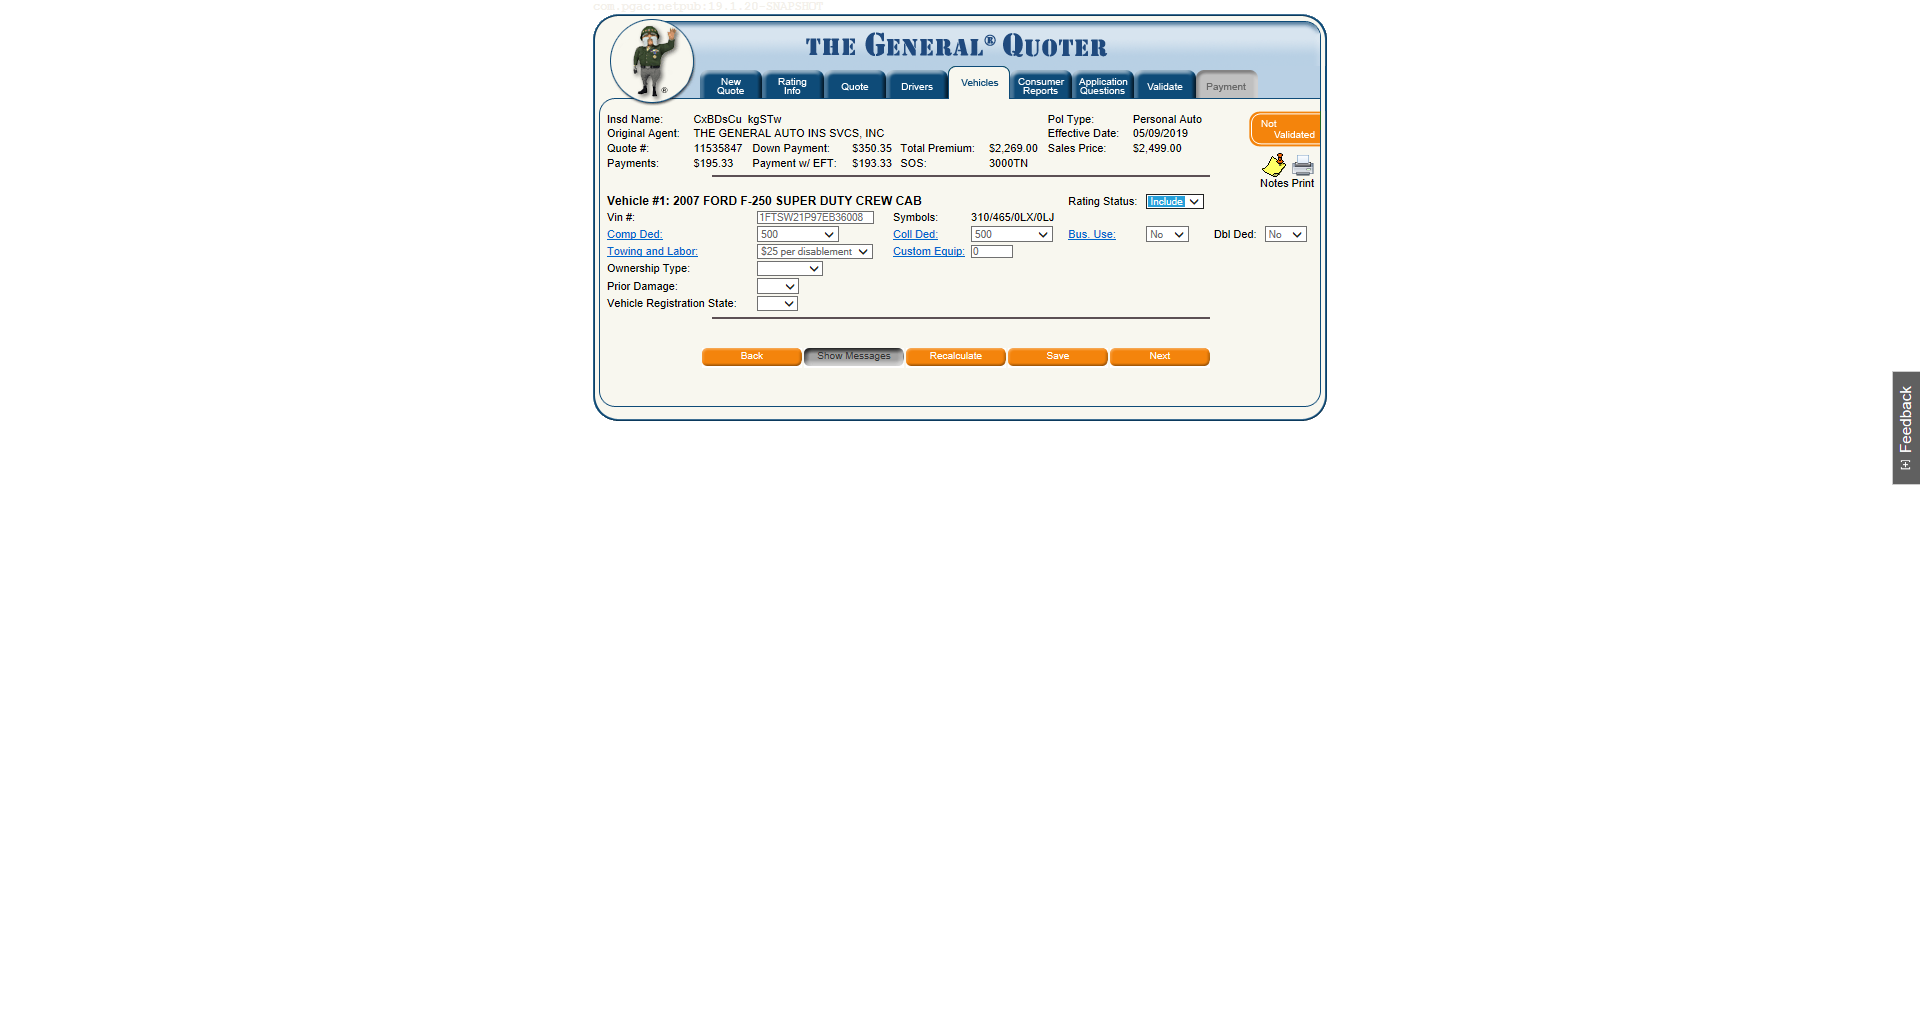 com.pgac:netpub:19.1.20-SNAPSHOT
THE GENERAL® QUOTER
New Quote
Rating Info
Quote
Drivers
Vehicles
Consumer Reports
Application Questions
Validate
Payment
®
Insd Name: CxBDsCu kgSTw Pol Type: Personal Auto
Original Agent: THE GENERAL AUTO INS SVCS, INC Effective Date: 05/09/2019
Quote #: 11535847 Down Payment: $350.35 Total Premium: $2,269.00 Sales Price: $2,499.00
Payments: $195.33 Payment w/ EFT: $193.33 SOS: 3000TN
Not Validated
Notes Print
Vehicle #1: 2007 FORD F-250 SUPER DUTY CREW CAB Rating Status: Include
Vin #: 1FTSW21P97EB36008 Symbols: 310/465/0LX/0LJ
Comp Ded: 500 Coll Ded: 500 Bus. Use: No Dbl Ded: No
Towing and Labor: $25 per disablement Custom Equip: 0
Ownership Type:
Prior Damage:
Vehicle Registration State:
Back Show Messages Recalculate Save Next
[+] Feedback